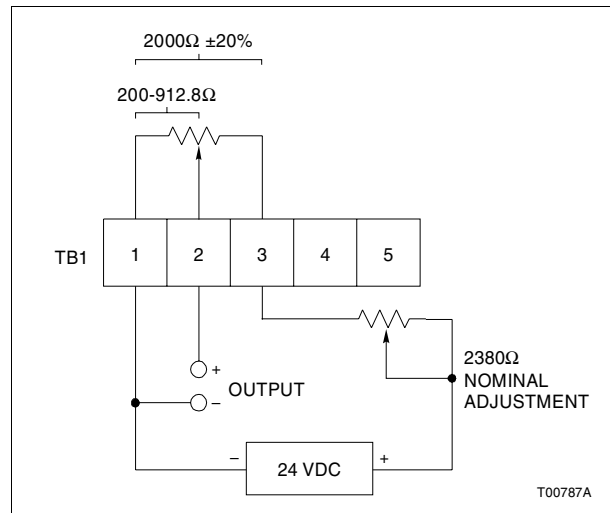 2000Ω ±20%
200-912.8Ω
TB1 1 2 3 4 5
+
OUTPUT
–
2380Ω
NOMINAL
ADJUSTMENT
– 24 VDC +
T00787A